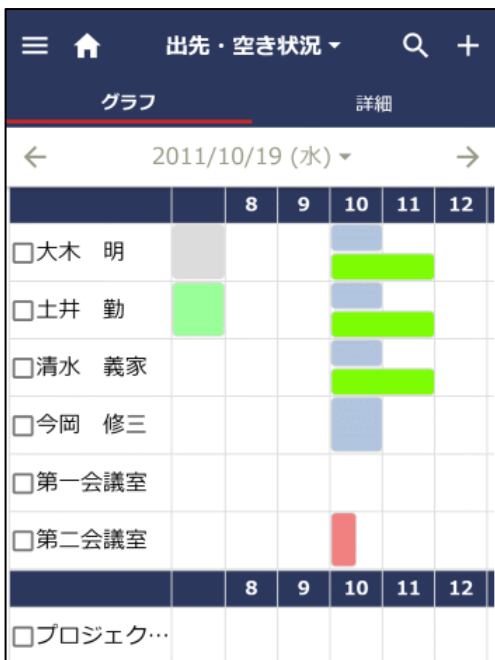 出先・空き状況
グラフ 詳細
2011/10/19 (水)
8 9 10 11 12
大木 明
土井 勤
清水 義家
今岡 修三
第一会議室
第二会議室
8 9 10 11 12
プロジェク…